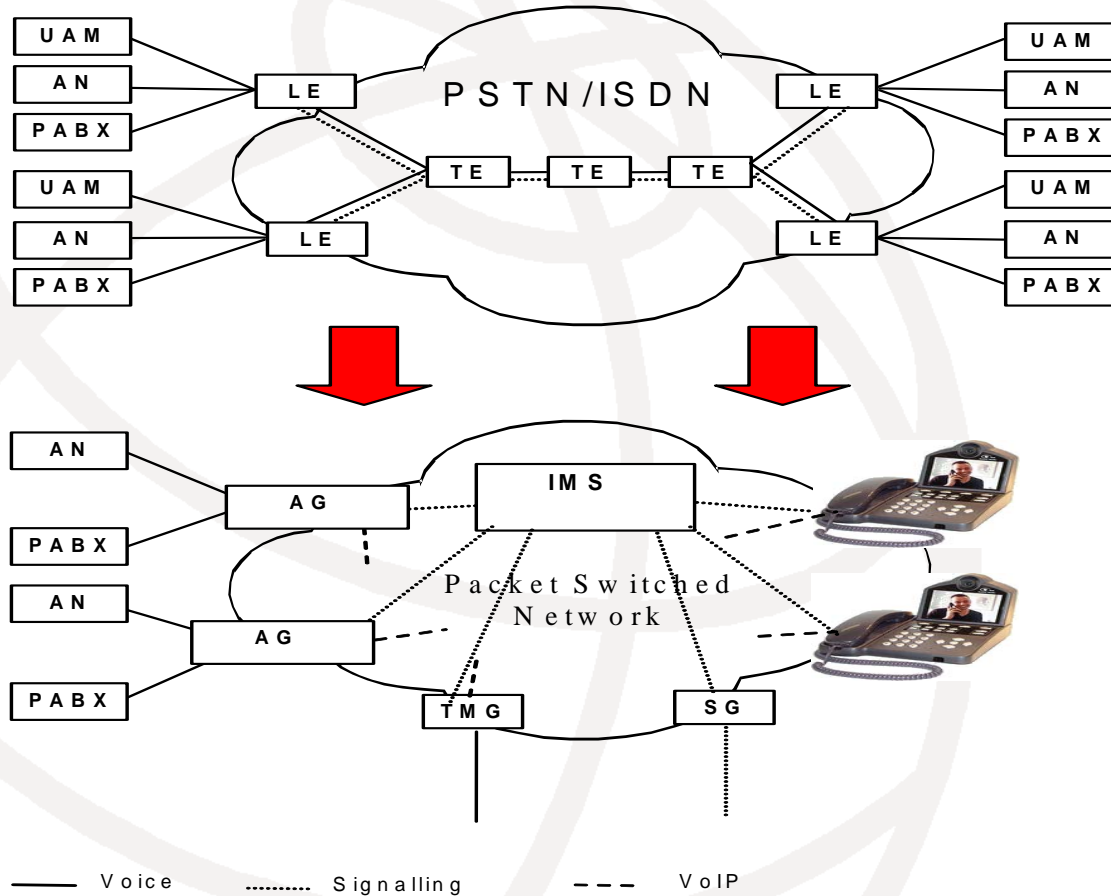 UAM
AN
PABX
UAM
AN
PABX
LE
LE
PSTN/ISDN
TE
TE
TE
LE
LE
UAM
AN
PABX
UAM
AN
PABX
AN
PABX
AN
PABX
AG
AG
IMS
Packet Switched
Network
TMG
SG
Voice
Signalling
VoIP